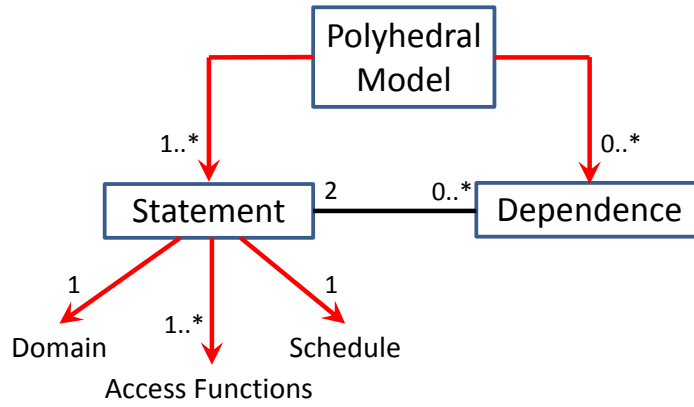 Polyhedral
Model
1..*
0..*
Statement
2
0..*
Dependence
1
1..*
1
Domain
Schedule
Access Functions